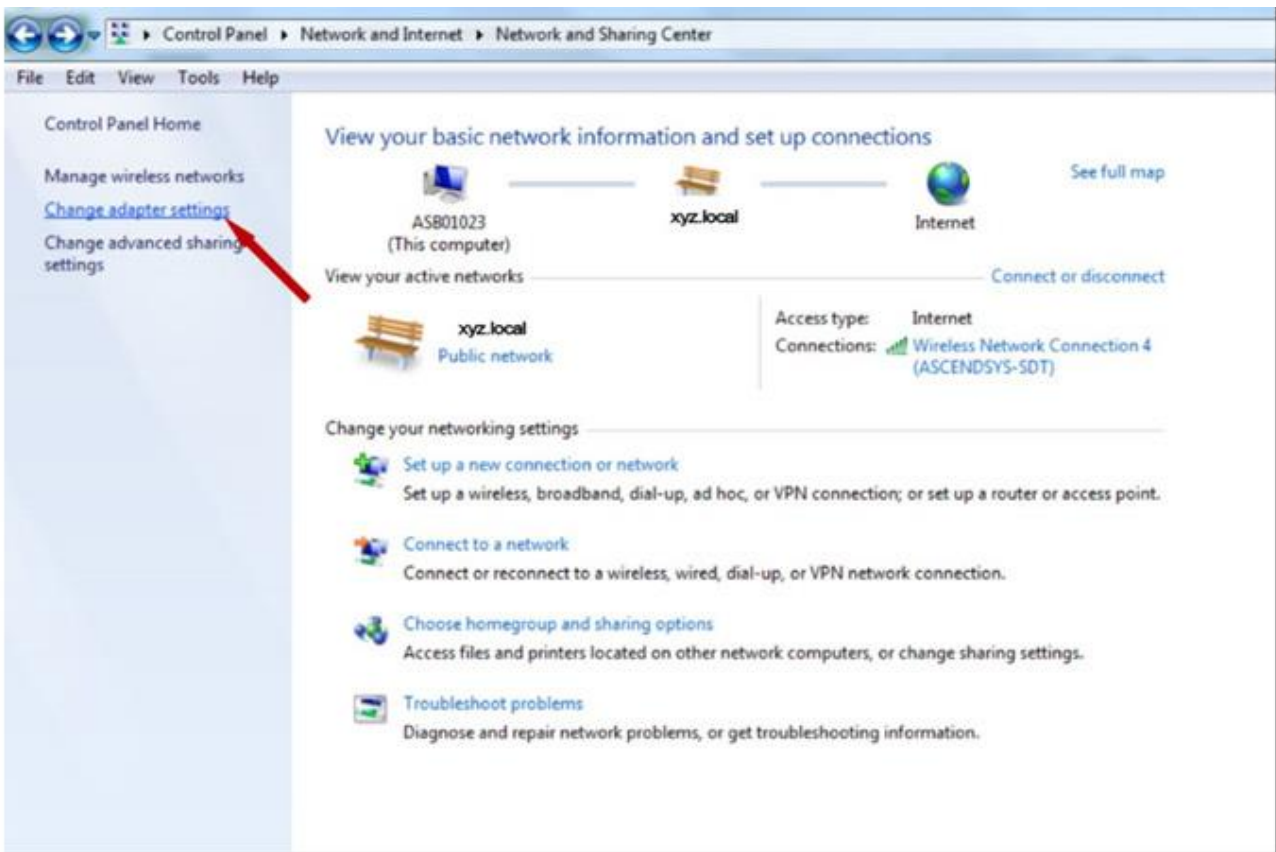 Control Panel ▸ Network and Internet ▸ Network and Sharing Center
File Edit View Tools Help
Control Panel Home
Manage wireless networks
Change adapter settings
Change advanced sharing
settings
View your basic network information and set up connections
See full map
ASB01023
(This computer)
xyz.local
Internet
View your active networks
Connect or disconnect
xyz.local
Public network
Access type: Internet
Connections: Wireless Network Connection 4
(ASCENDSYS-SDT)
Change your networking settings
Set up a new connection or network
Set up a wireless, broadband, dial-up, ad hoc, or VPN connection; or set up a router or access point.
Connect to a network
Connect or reconnect to a wireless, wired, dial-up, or VPN network connection.
Choose homegroup and sharing options
Access files and printers located on other network computers, or change sharing settings.
Troubleshoot problems
Diagnose and repair network problems, or get troubleshooting information.